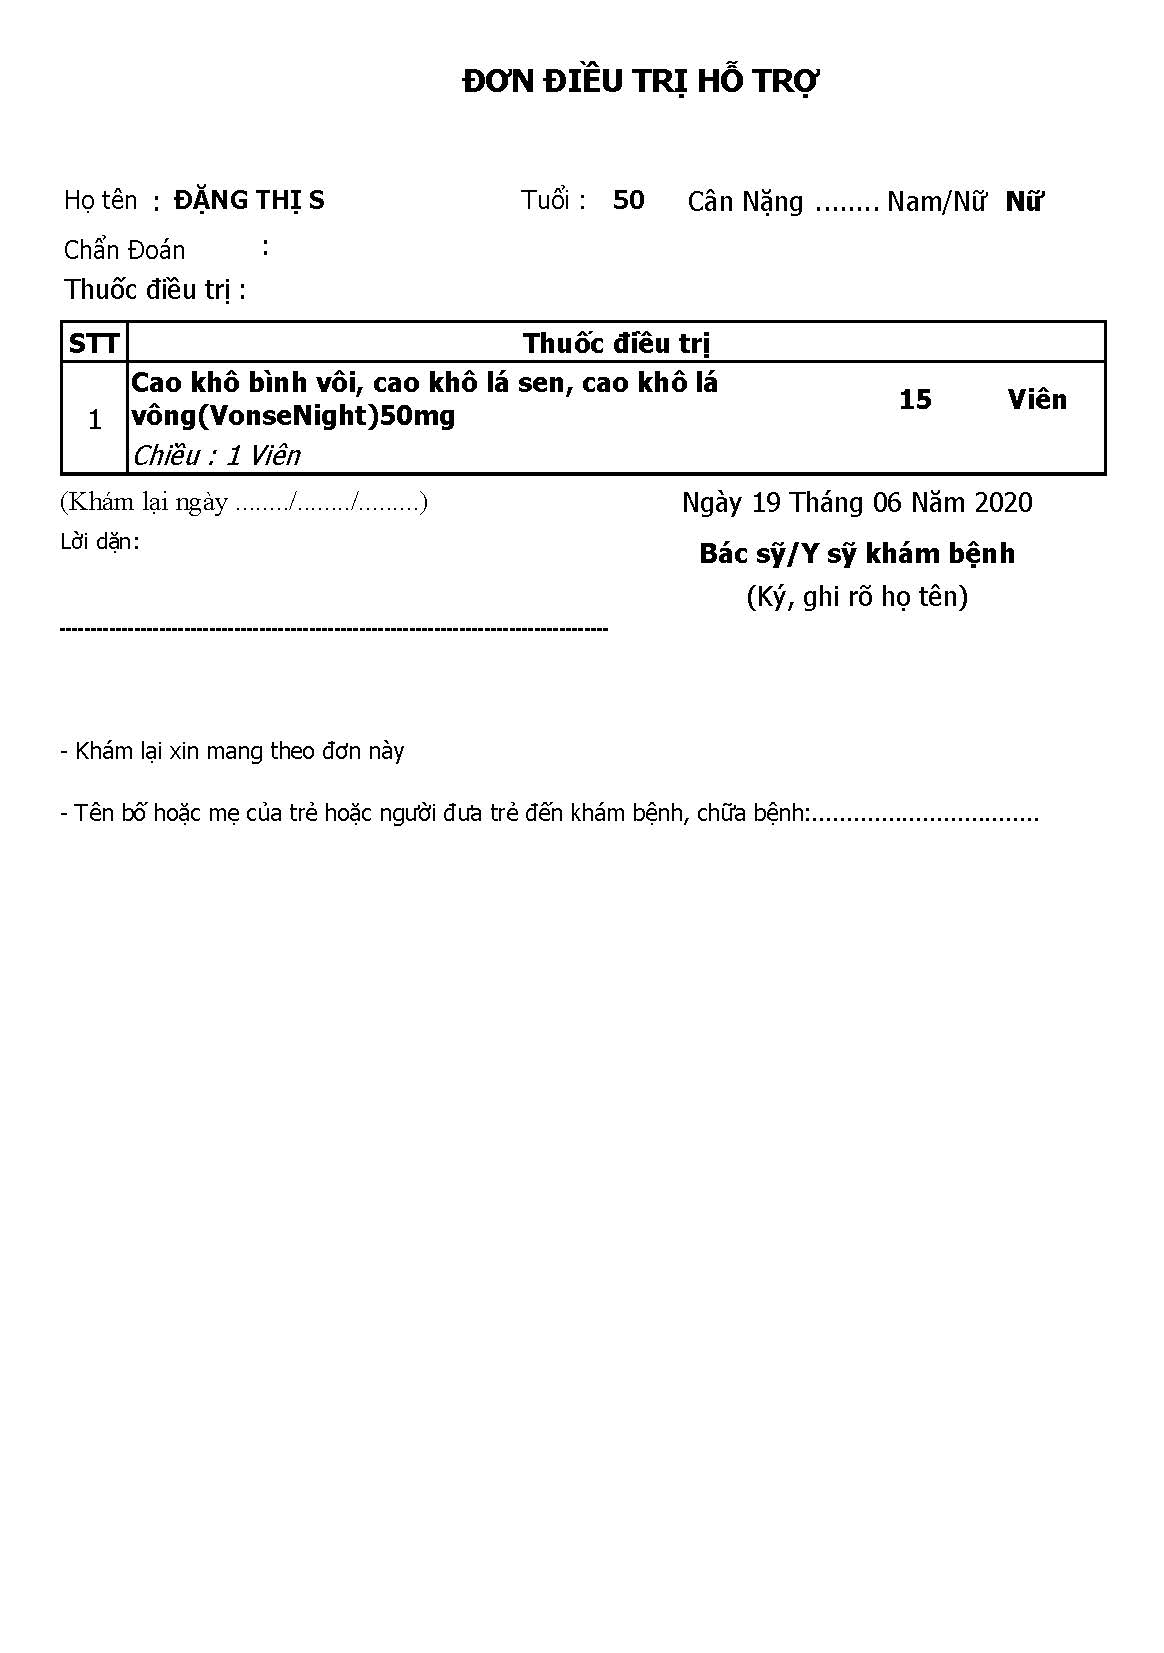 ĐƠN ĐIỀU TRỊ HỖ TRỢ
Họ tên : ĐẶNG THỊ S Tuổi : 50 Cân Nặng ........ Nam/Nữ Nữ
Chẩn Đoán :
Thuốc điều trị :
STT Thuốc điều trị
Cao khô bình vôi, cao khô lá sen, cao khô lá
1 vông(VonseNight)50mg 15 Viên
Chiều : 1 Viên
(Khám lại ngày ......../......../.........) Ngày 19 Tháng 06 Năm 2020
Lời dặn:
Bác sỹ/Y sỹ khám bệnh
(Ký, ghi rõ họ tên)
- Khám lại xin mang theo đơn này
- Tên bố hoặc mẹ của trẻ hoặc người đưa trẻ đến khám bệnh, chữa bệnh:.................................